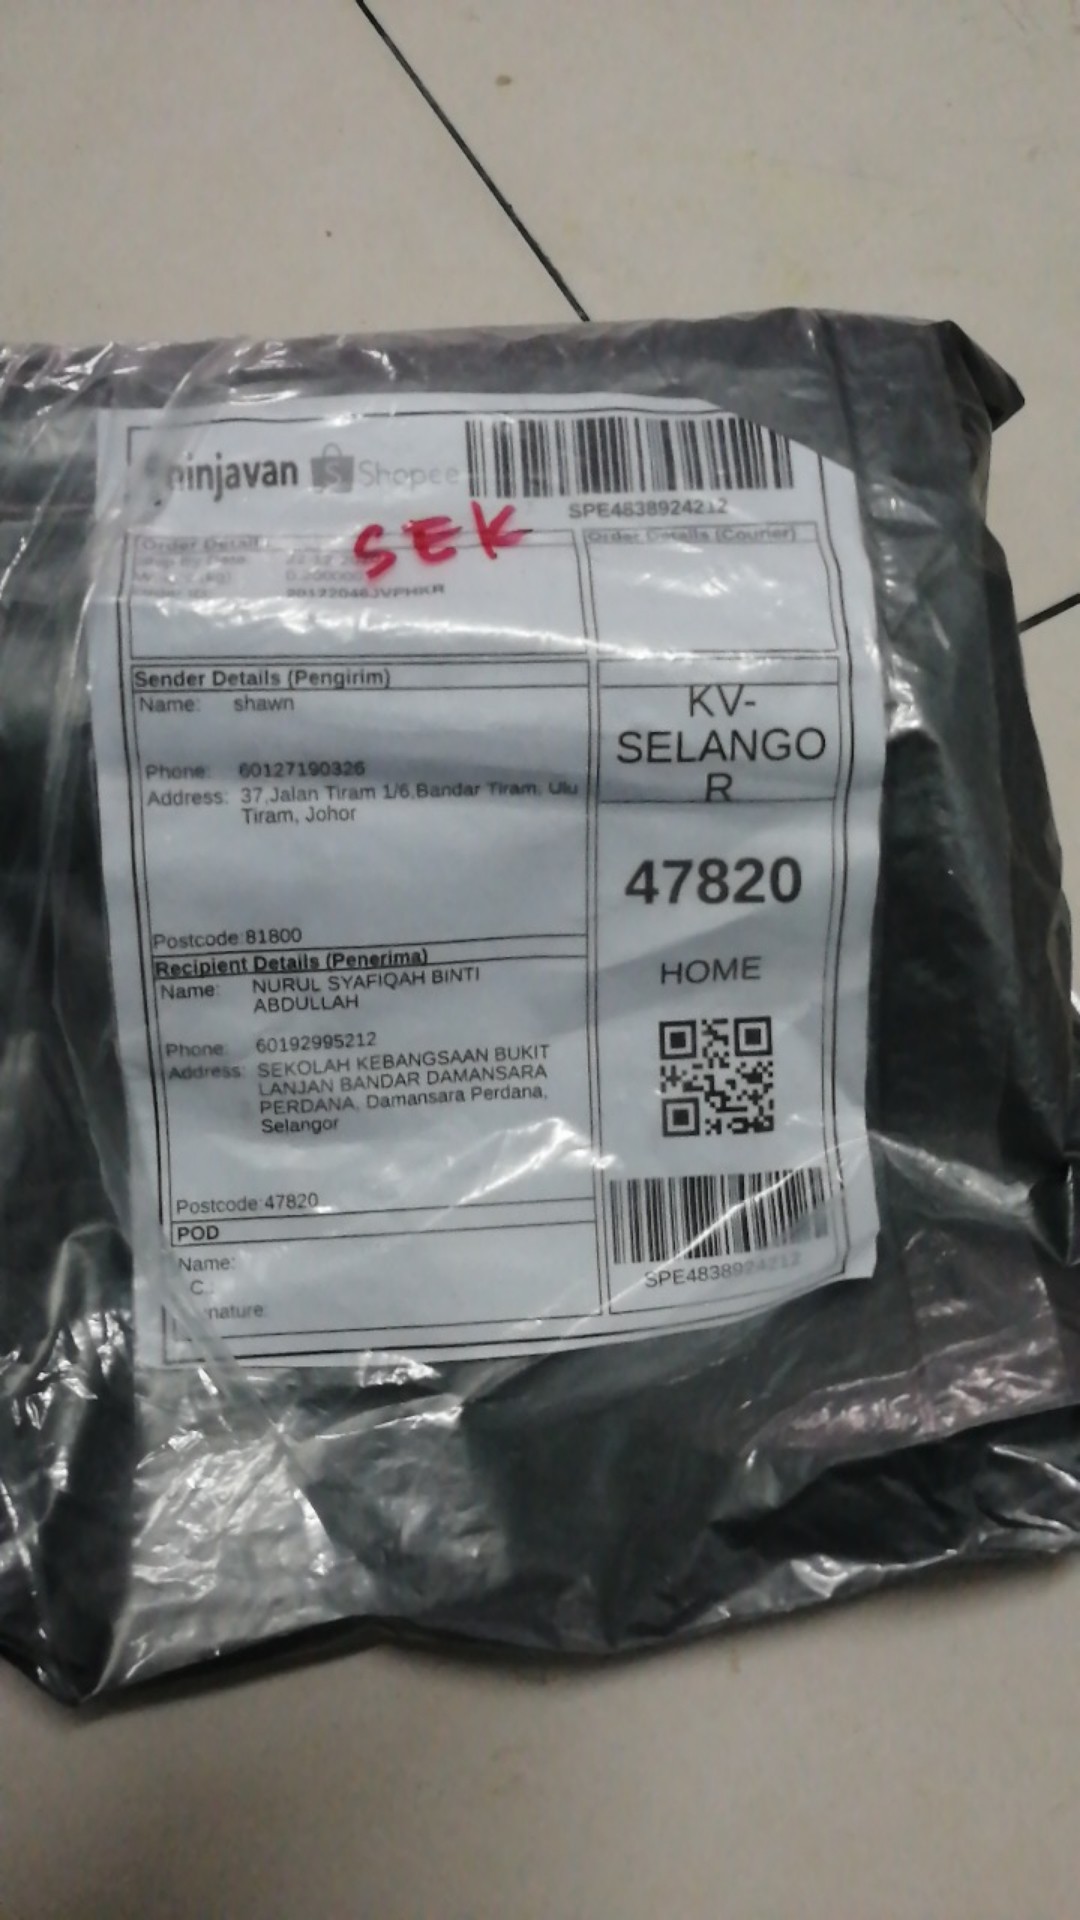 ninjavan Shopee
SPE4838924212
SEK
Order Details (Courier)
Sender Details (Pengirim)
Name: shawn
Phone: 60127190326
Address: 37,Jalan Tiram 1/6,Bandar Tiram, Ulu
Tiram, Johor
Postcode:81800
Recipient Details (Penerima)
Name: NURUL SYAFIQAH BINTI
ABDULLAH
Phone: 60192995212
Address: SEKOLAH KEBANGSAAN BUKIT
LANJAN BANDAR DAMANSARA
PERDANA, Damansara Perdana,
Selangor
Postcode:47820
POD
Name:
KV-
SELANGO
R
47820
HOME
SPE4838924212